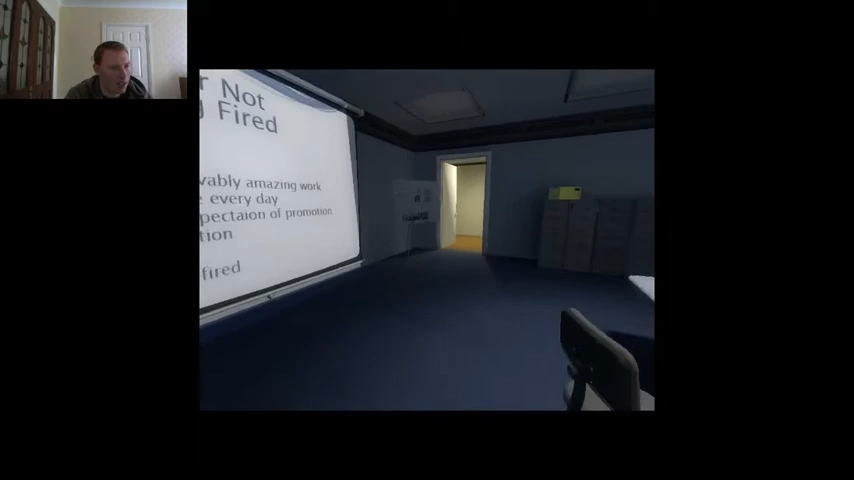 r Not
g Fired
vably amazing work
e every day
pectaion of promotion
tion
fired